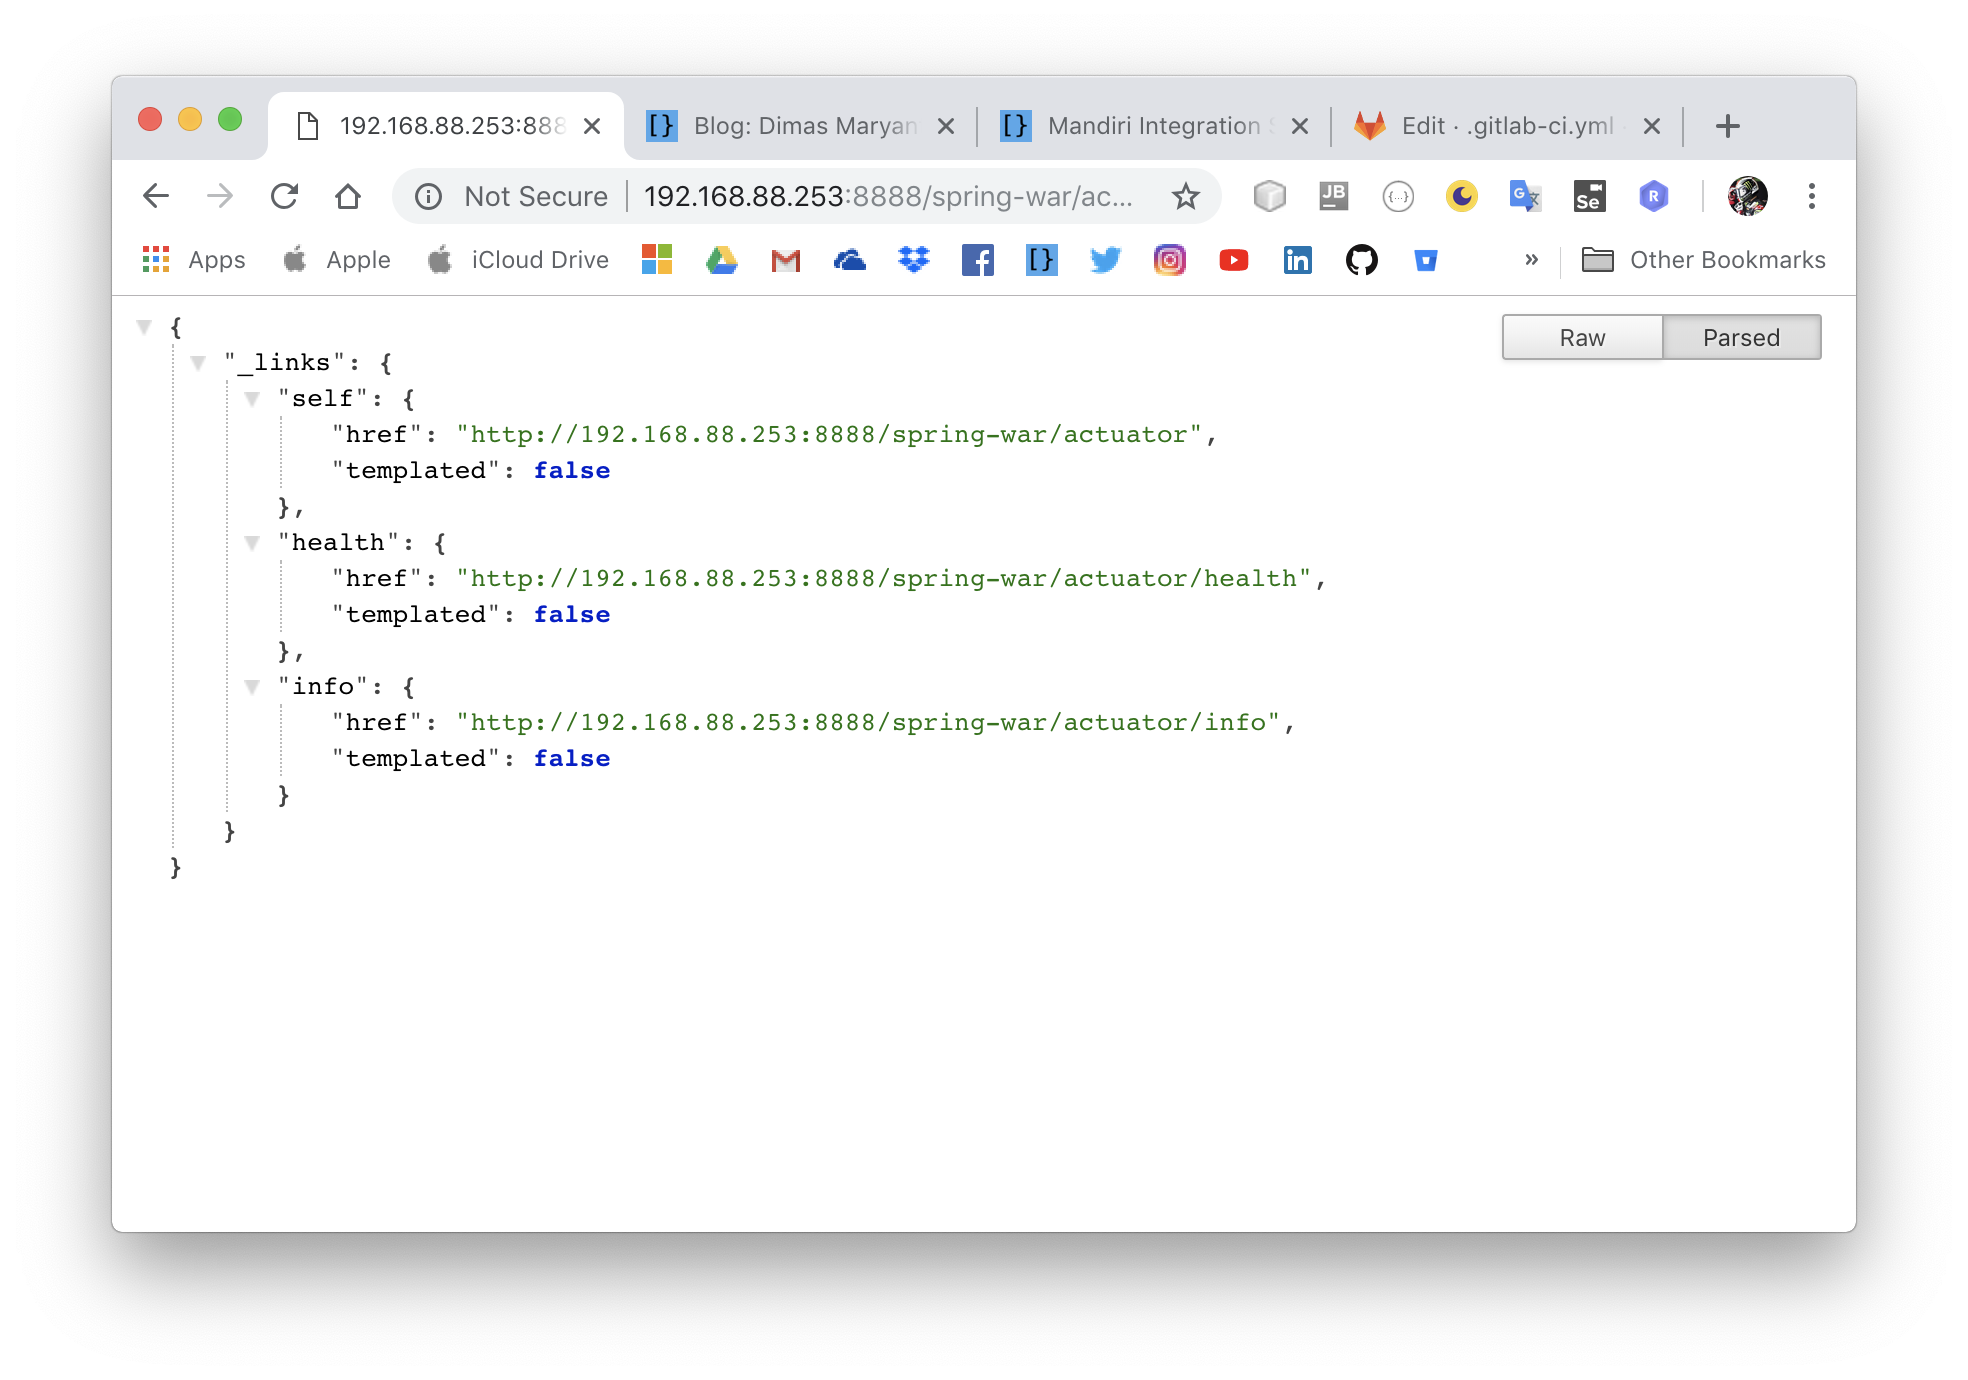 192.168.88.253:888
Blog: Dimas Maryan
Mandiri Integration S
Edit · .gitlab-ci.yml
Not Secure
192.168.88.253:8888/spring-war/ac...
JB
{...}
G
Se
R
Apps
Apple
iCloud Drive
»
Other Bookmarks
Raw
Parsed
{
"_links": {
"self": {
"href": "http://192.168.88.253:8888/spring-war/actuator",
"templated": false
},
"health": {
"href": "http://192.168.88.253:8888/spring-war/actuator/health",
"templated": false
},
"info": {
"href": "http://192.168.88.253:8888/spring-war/actuator/info",
"templated": false
}
}
}